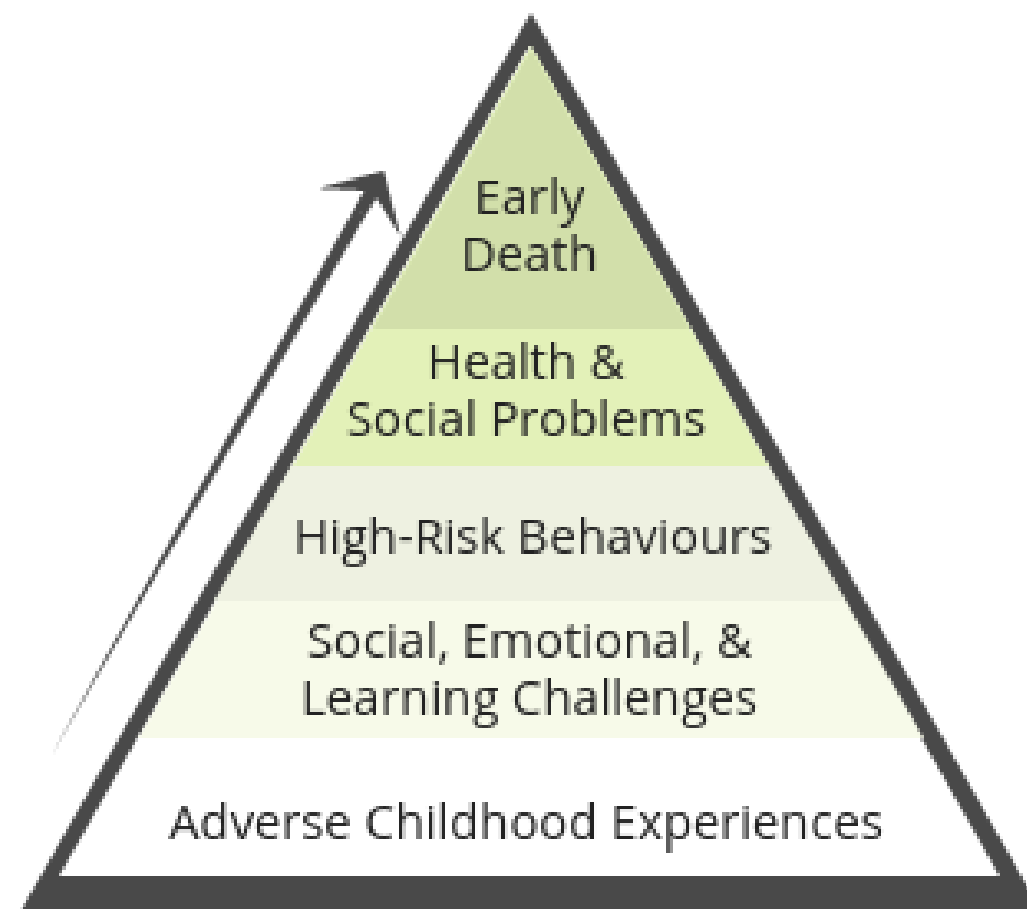 Early
Death
Health &
Social Problems
High-Risk Behaviours
Social, Emotional, &
Learning Challenges
Adverse Childhood Experiences